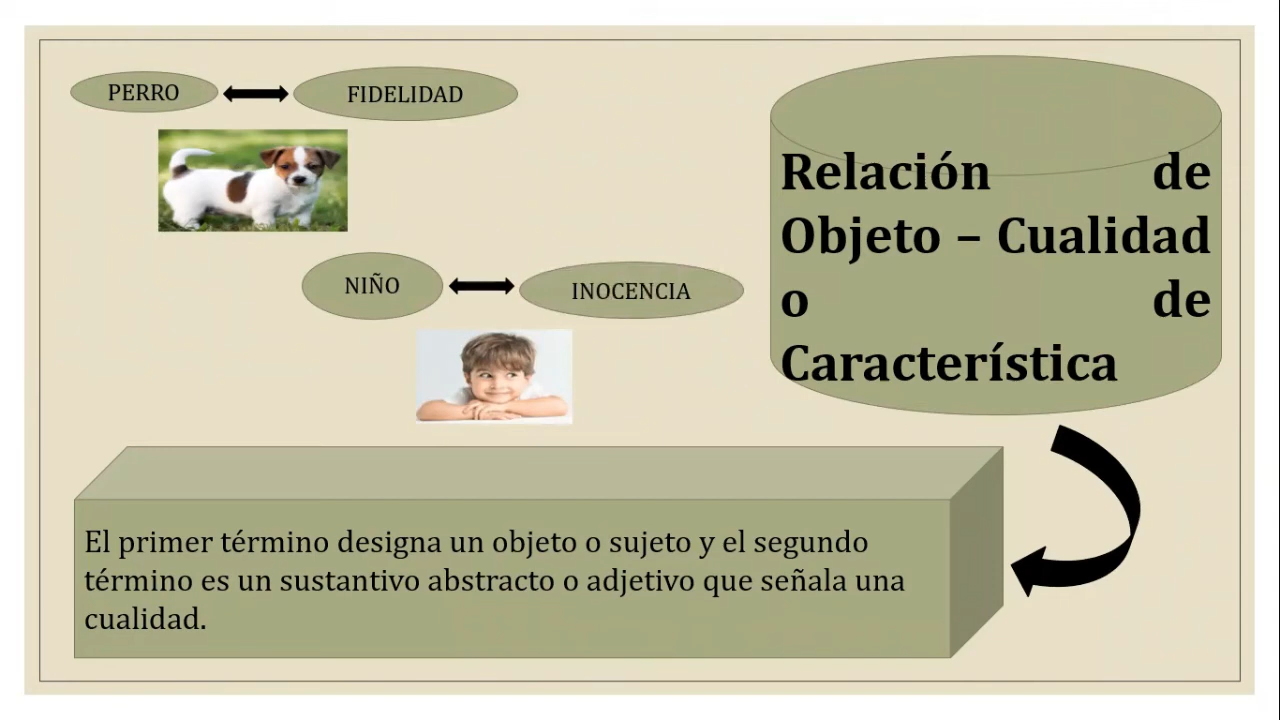 PERRO
FIDELIDAD
NIÑO
INOCENCIA
Relación de
Objeto – Cualidad
o de
Característica
El primer término designa un objeto o sujeto y el segundo
término es un sustantivo abstracto o adjetivo que señala una
cualidad.